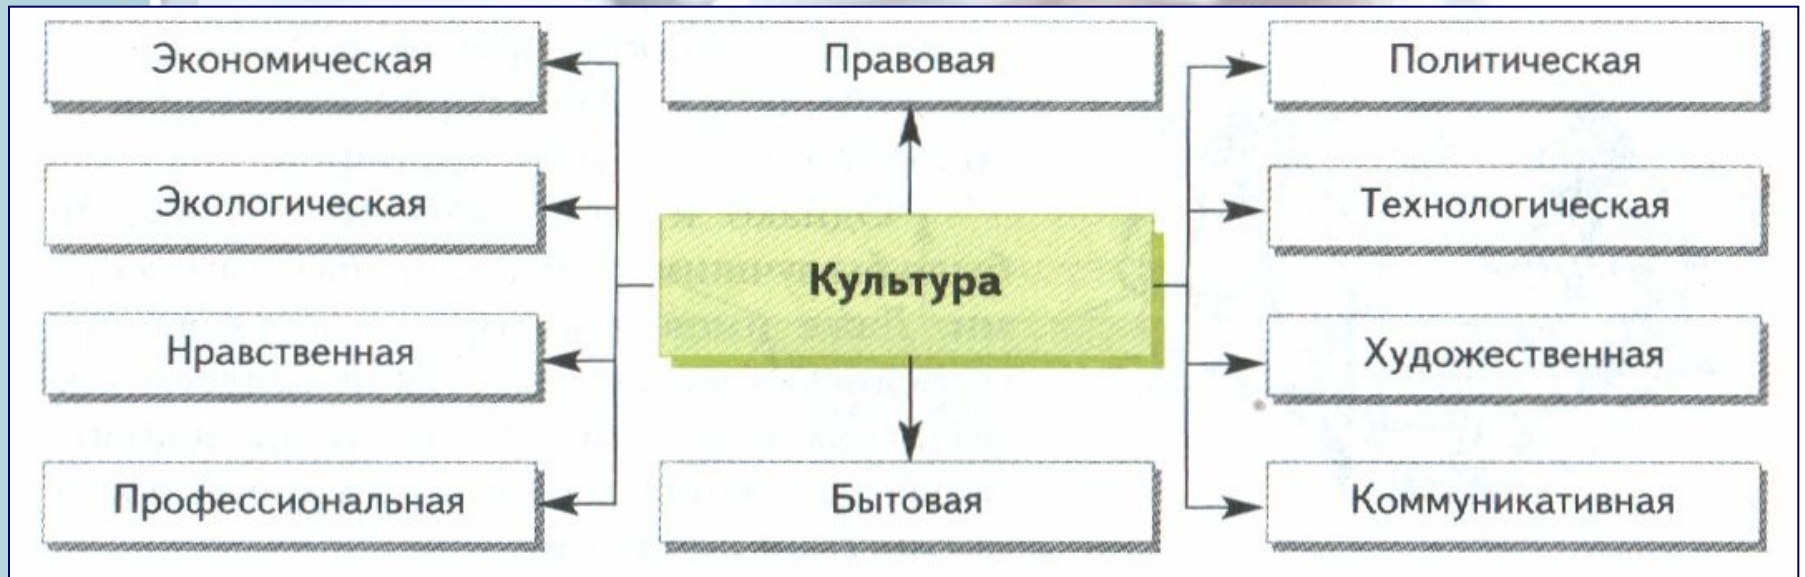 Экономическая
Правовая
Политическая
Экологическая
Технологическая
Культура
Нравственная
Художественная
Профессиональная
Бытовая
Коммуникативная